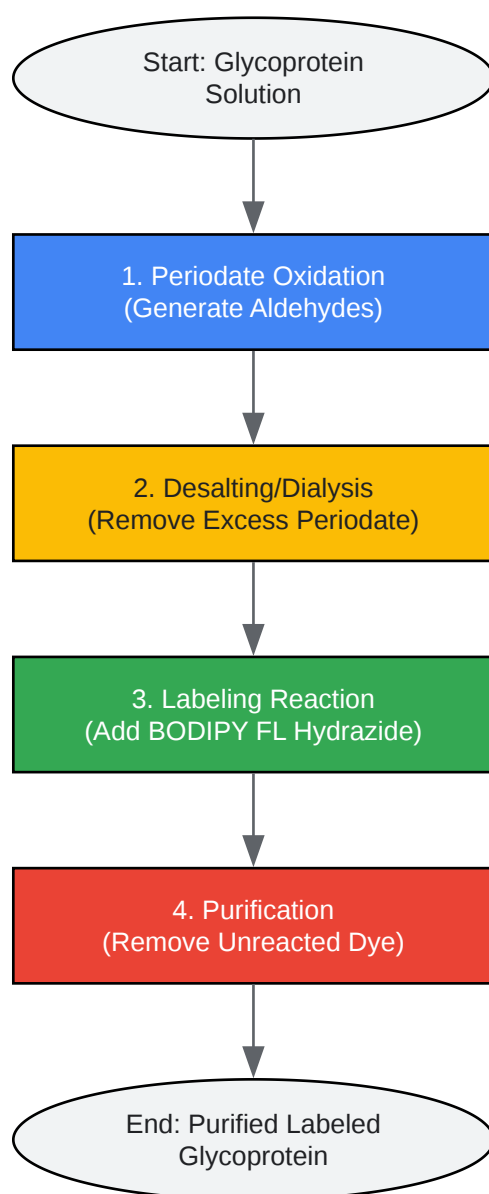 Start: Glycoprotein
Solution
1. Periodate Oxidation
(Generate Aldehydes)
2. Desalting/Dialysis
(Remove Excess Periodate)
3. Labeling Reaction
(Add BODIPY FL Hydrazide)
4. Purification
(Remove Unreacted Dye)
End: Purified Labeled
Glycoprotein